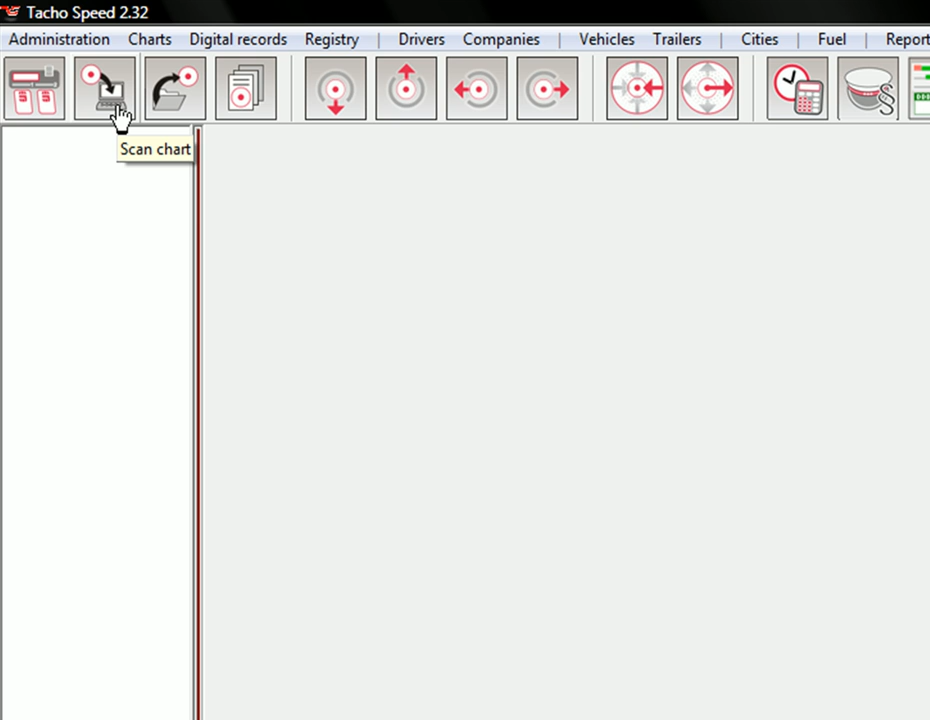 Tacho Speed 2.32
Administration Charts Digital records Registry | Drivers Companies | Vehicles Trailers | Cities | Fuel | Report
Scan chart